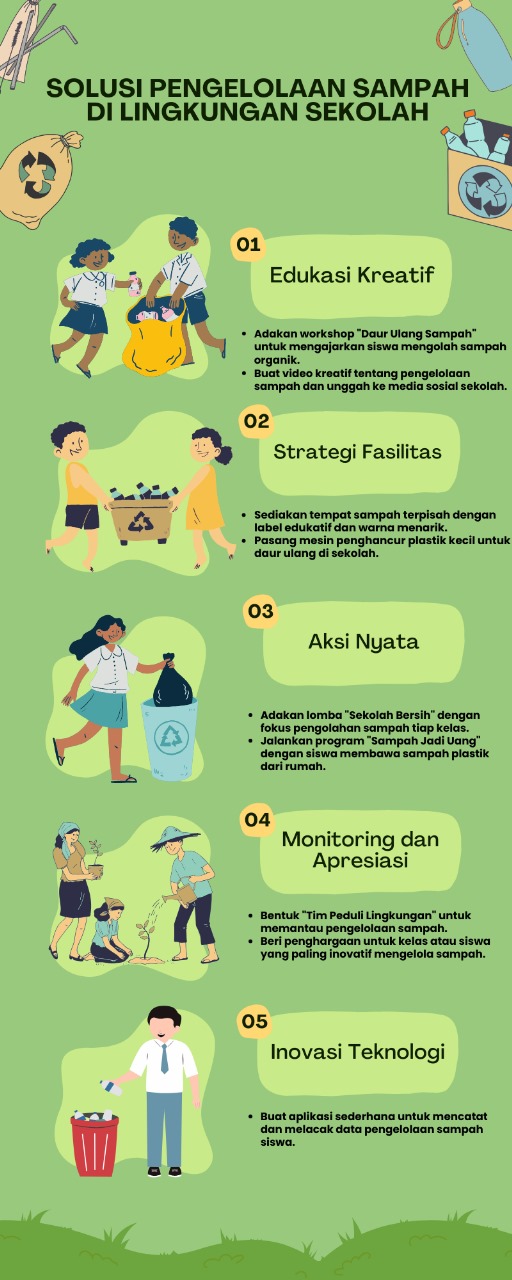 SOLUSI PENGELOLAAN SAMPAH
DI LINGKUNGAN SEKOLAH
01
Edukasi Kreatif
• Adakan workshop "Daur Ulang Sampah"
untuk mengajarkan siswa mengolah sampah
organik.
• Buat video kreatif tentang pengelolaan
sampah dan unggah ke media sosial sekolah.
02
Strategi Fasilitas
• Sediakan tempat sampah terpisah dengan
label edukatif dan warna menarik.
• Pasang mesin penghancur plastik kecil untuk
daur ulang di sekolah.
03
Aksi Nyata
• Adakan lomba "Sekolah Bersih" dengan
fokus pengolahan sampah tiap kelas.
• Jalankan program "Sampah Jadi Uang"
dengan siswa membawa sampah plastik
dari rumah.
04
Monitoring dan
Apresiasi
• Bentuk "Tim Peduli Lingkungan" untuk
memantau pengelolaan sampah.
• Beri penghargaan untuk kelas atau siswa
yang paling inovatif mengelola sampah.
05
Inovasi Teknologi
• Buat aplikasi sederhana untuk mencatat
dan melacak data pengelolaan sampah
siswa.